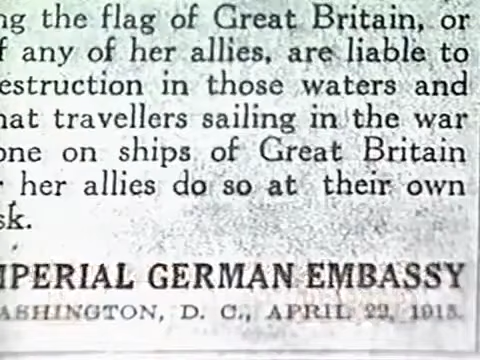 ng the flag of Great Britain, or
f any of her allies, are liable to
estruction in those waters and
hat travellers sailing in the war
one on ships of Great Britain
r her allies do so at their own
sk.
MPERIAL GERMAN EMBASSY
ASHINGTON, D. C., APRIL 22, 1915.